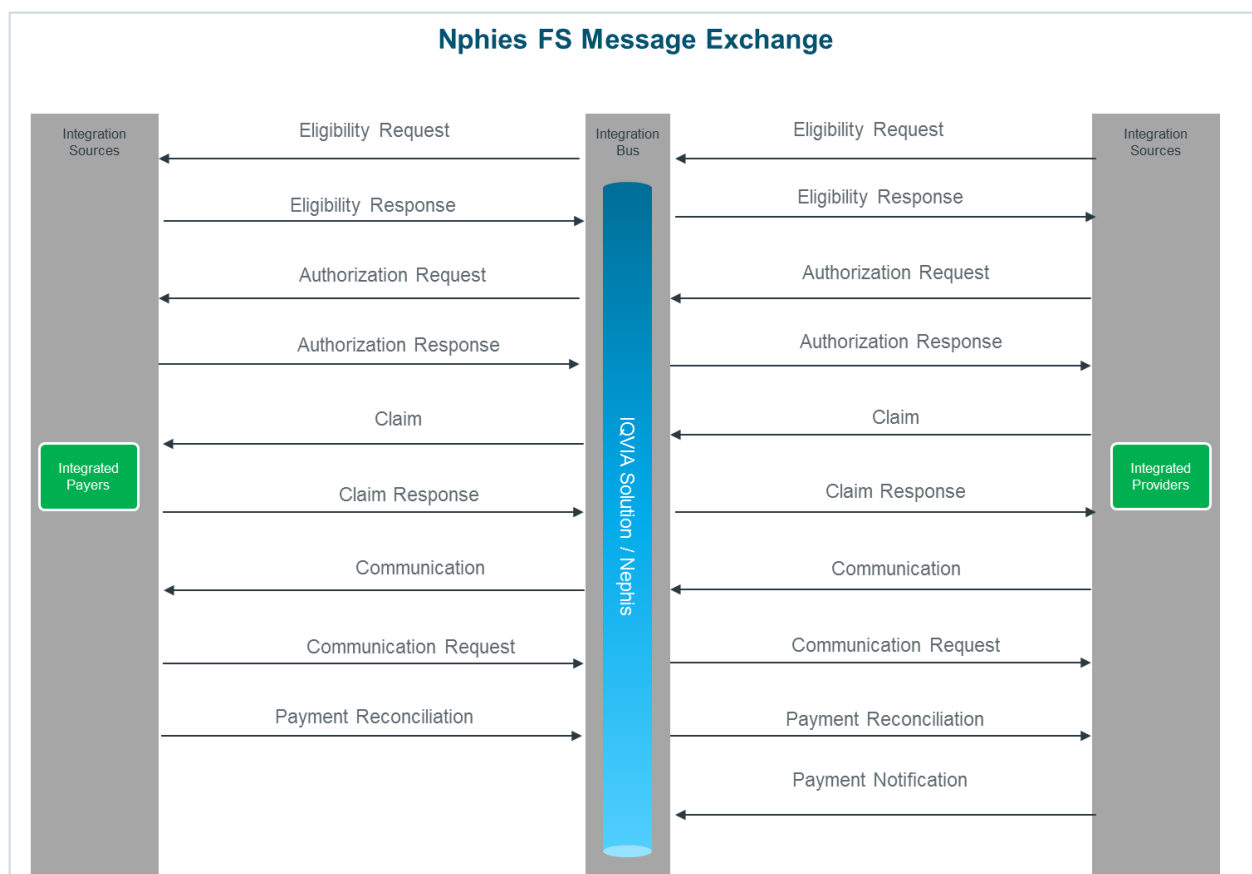 Nphies FS Message Exchange
Integration
Sources
Eligibility Request
Integration
Bus
Eligibility Request
Integration
Sources
Eligibility Response
Eligibility Response
Authorization Request
Authorization Request
Authorization Response
Authorization Response
Claim
Claim
Integrated
Payers
IQVIA Solution / Nephis
Integrated
Providers
Claim Response
Claim Response
Communication
Communication
Communication Request
Communication Request
Payment Reconciliation
Payment Reconciliation
Payment Notification